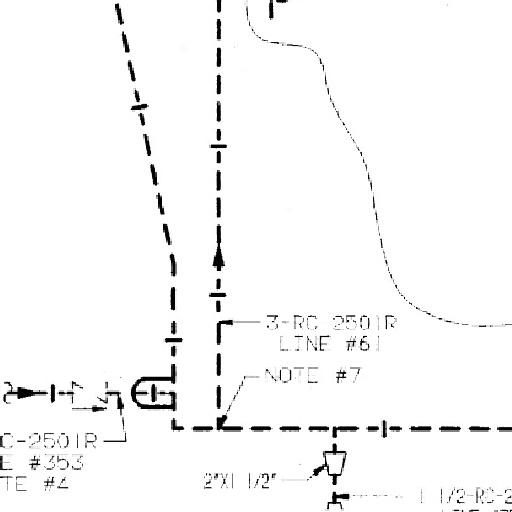 3-RC 2501R
LINE #61
NOTE #7
C-2501R
E #353
TE #4
2"X1 1/2"
1 1/2-RC-2